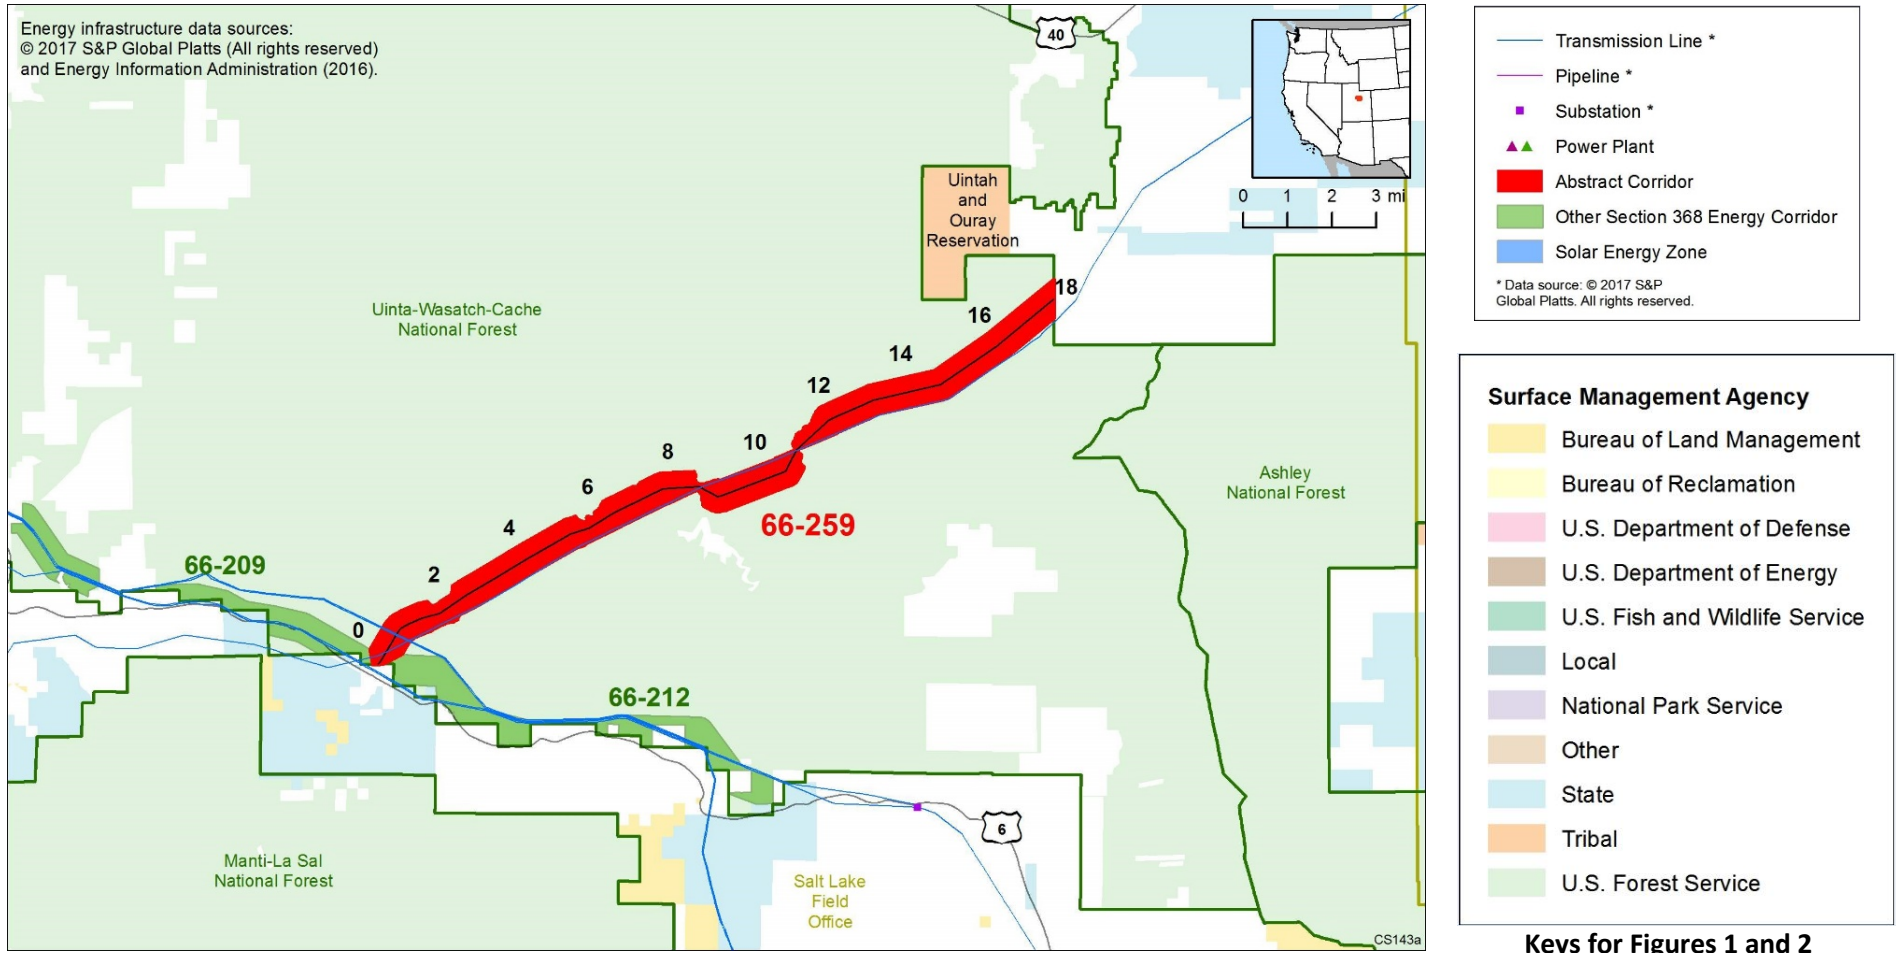 Energy infrastructure data sources:
© 2017 S&P Global Platts (All rights reserved)
and Energy Information Administration (2016).
40
Uintah
and
Ouray
Reservation
0 1 2 3 mi
Uinta-Wasatch-Cache
National Forest
18
16
14
12
10
8
6
4
2
0
66-259
Ashley
National Forest
66-209
66-212
6
Manti-La Sal
National Forest
Salt Lake
Field
Office
CS143a
Transmission Line *
Pipeline *
Substation *
Power Plant
Abstract Corridor
Other Section 368 Energy Corridor
Solar Energy Zone
* Data source: © 2017 S&P
Global Platts. All rights reserved.
Surface Management Agency
Bureau of Land Management
Bureau of Reclamation
U.S. Department of Defense
U.S. Department of Energy
U.S. Fish and Wildlife Service
Local
National Park Service
Other
State
Tribal
U.S. Forest Service
Keys for Figures 1 and 2